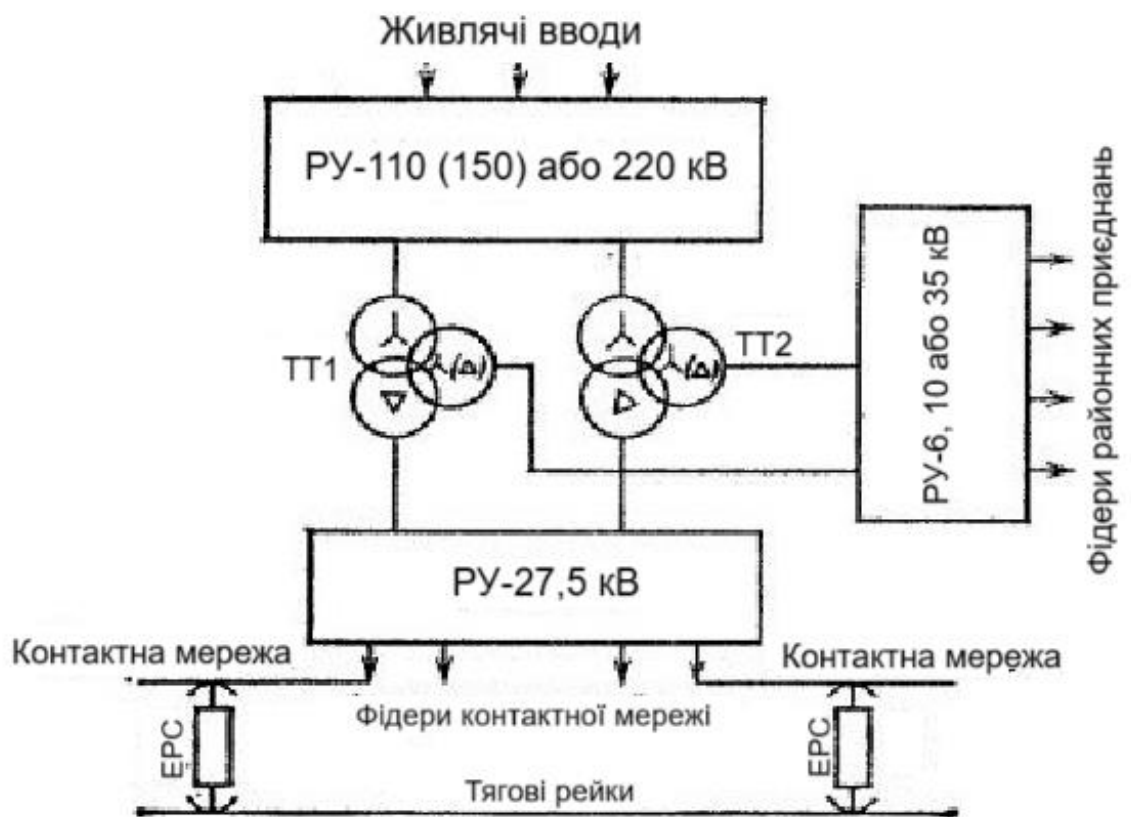 Живлячі вводи
РУ-110 (150) або 220 кВ
ТТ1
ТТ2
РУ-6, 10 або 35 кВ
Фідери районних приєднань
РУ-27,5 кВ
Контактна мережа
Контактна мережа
Фідери контактної мережі
ЕРС
ЕРС
Тягові рейки